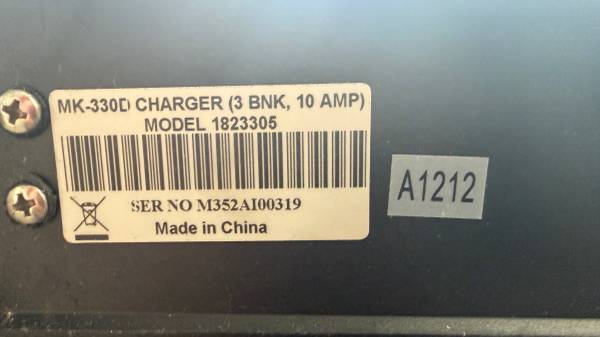 MK-330D CHARGER (3 BNK, 10 AMP)
MODEL 1823305
SER NO M352AI00319
Made in China
A1212